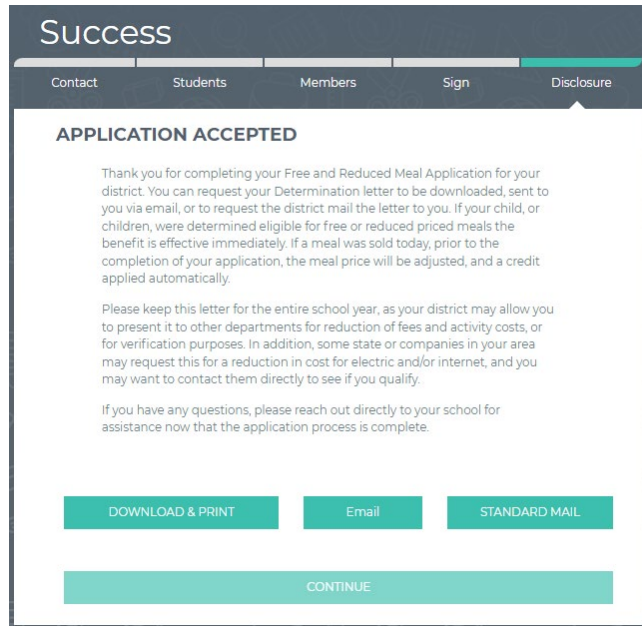 Success
Contact Students Members Sign Disclosure
APPLICATION ACCEPTED
Thank you for completing your Free and Reduced Meal Application for your
district. You can request your Determination letter to be downloaded, sent to
you via email, or to request the district mail the letter to you. If your child, or
children, were determined eligible for free or reduced priced meals the
benefit is effective immediately. If a meal was sold today, prior to the
completion of your application, the meal price will be adjusted, and a credit
applied automatically.
Please keep this letter for the entire school year, as your district may allow you
to present it to other departments for reduction of fees and activity costs, or
for verification purposes. In addition, some state or companies in your area
may request this for a reduction in cost for electric and/or internet, and you
may want to contact them directly to see if you qualify.
If you have any questions, please reach out directly to your school for
assistance now that the application process is complete.
DOWNLOAD & PRINT Email STANDARD MAIL
CONTINUE